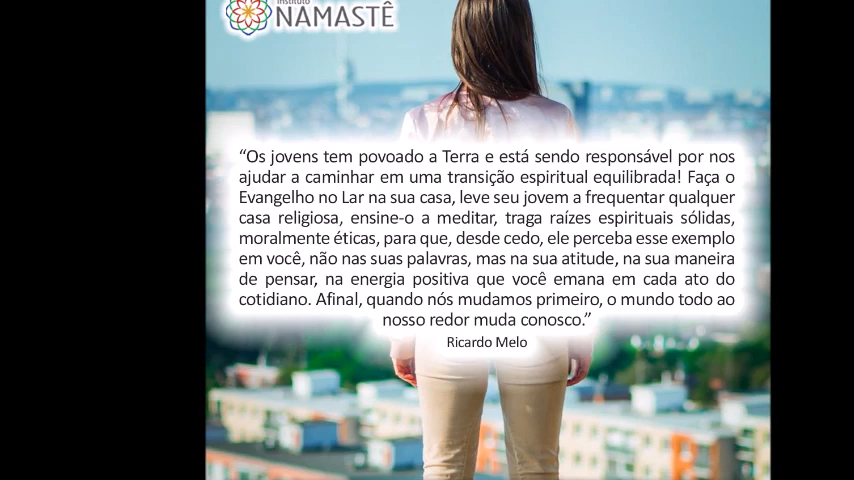 Instituto
NAMASTÊ
“Os jovens tem povoado a Terra e está sendo responsável por nos
ajudar a caminhar em uma transição espiritual equilibrada! Faça o
Evangelho no Lar na sua casa, leve seu jovem a frequentar qualquer
casa religiosa, ensine-o a meditar, traga raízes espirituais sólidas,
moralmente éticas, para que, desde cedo, ele perceba esse exemplo
em você, não nas suas palavras, mas na sua atitude, na sua maneira
de pensar, na energia positiva que você emana em cada ato do
cotidiano. Afinal, quando nós mudamos primeiro, o mundo todo ao
nosso redor muda conosco.”
Ricardo Melo